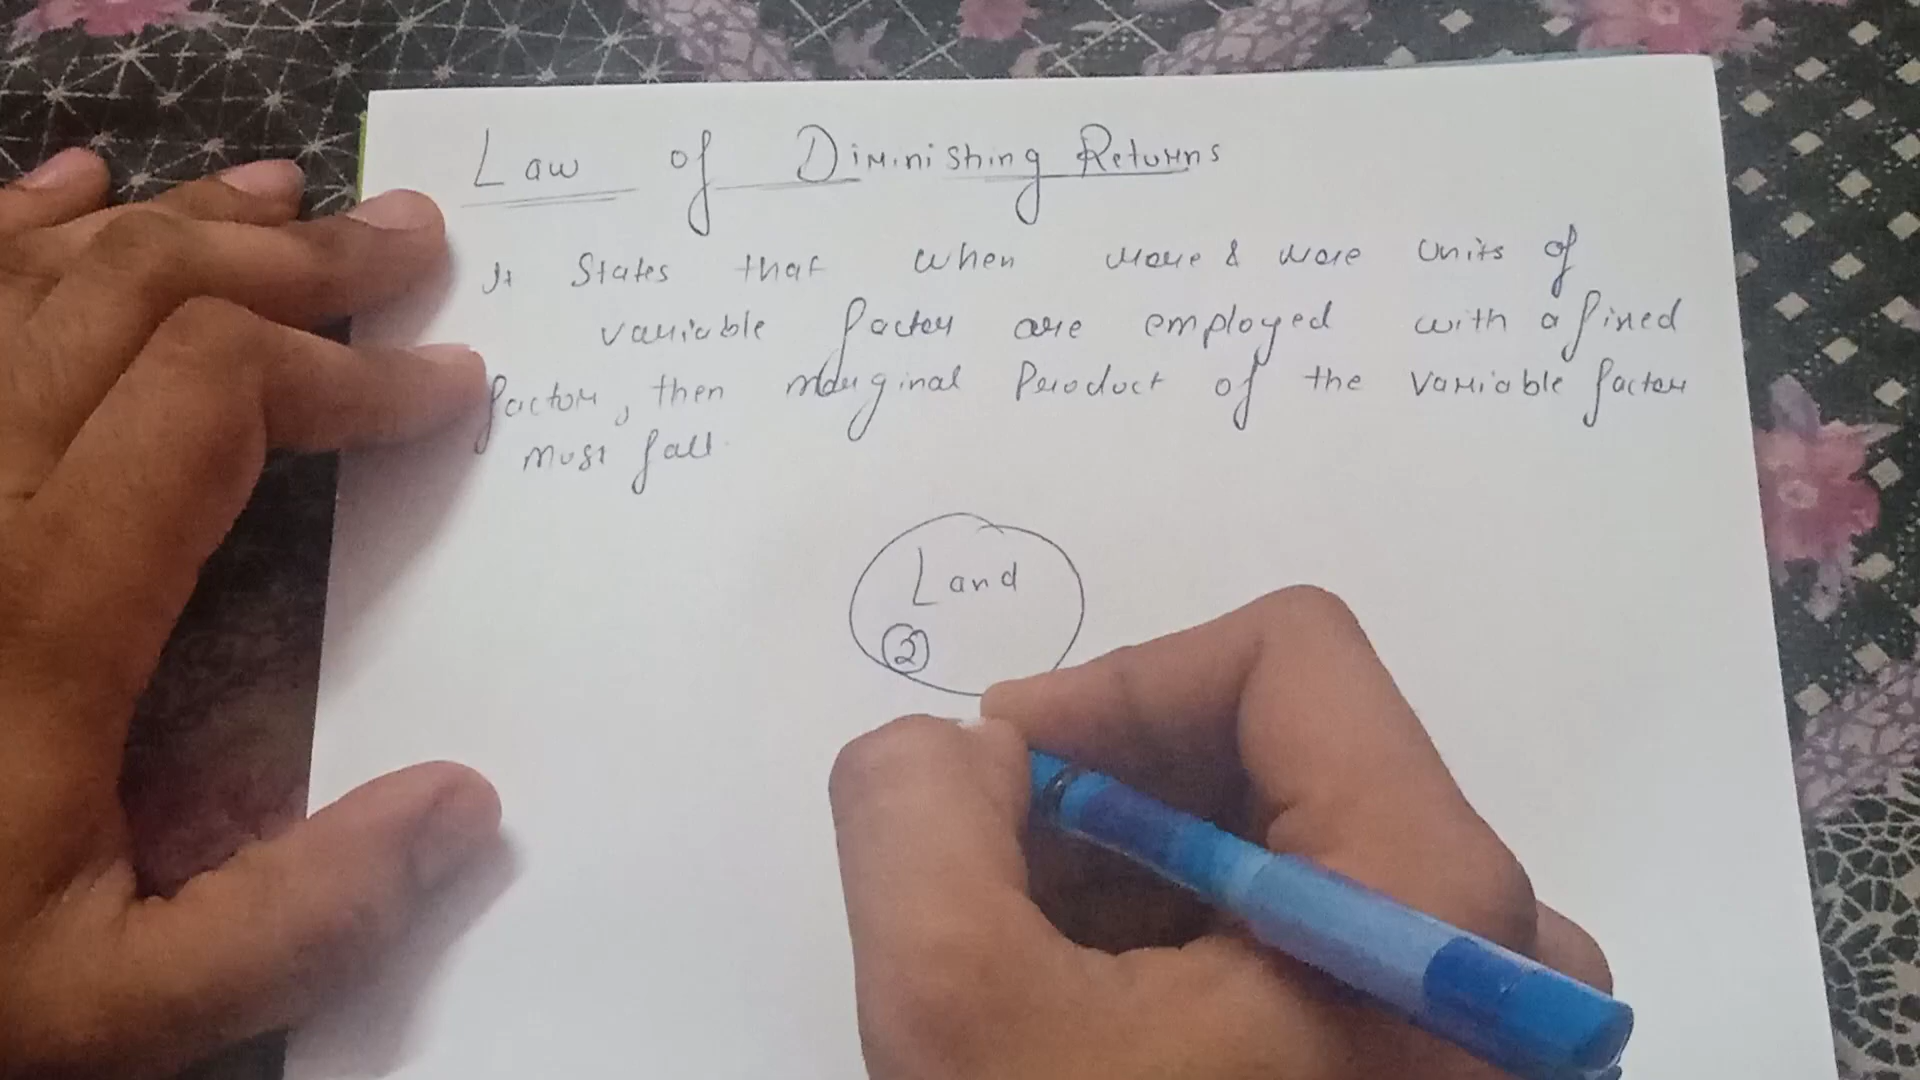 Law of Diminishing Returns
It States that when more & more Units of
variable factor are employed with a fixed
factor, then marginal Product of the variable factor
must fall.
Land
2